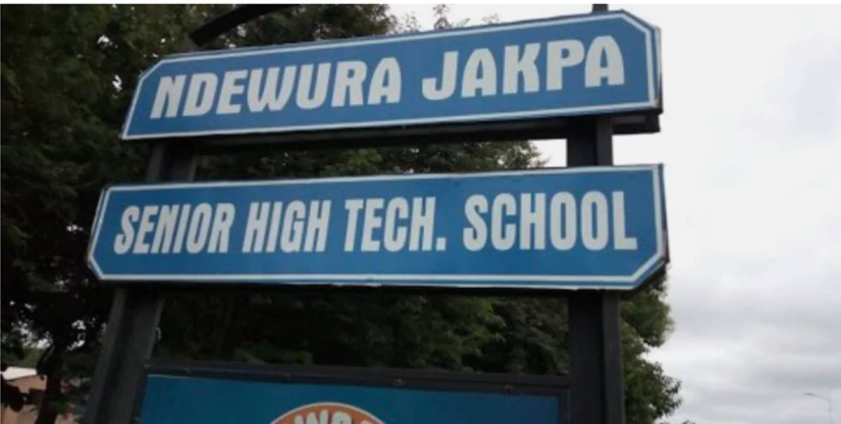 NDEWURA JAKPA
SENIOR HIGH TECH. SCHOOL